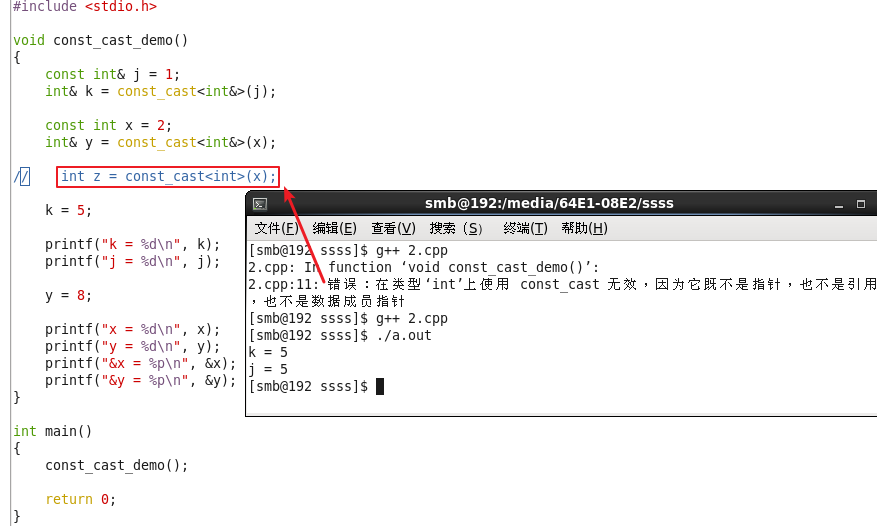 #include <stdio.h>
void const_cast_demo()
{
    const int& j = 1;
    int& k = const_cast<int&>(j);
    const int x = 2;
    int& y = const_cast<int&>(x);
//    int z = const_cast<int>(x);
    k = 5;
    printf("k = %d\n", k);
    printf("j = %d\n", j);
    y = 8;
    printf("x = %d\n", x);
    printf("y = %d\n", y);
    printf("&x = %p\n", &x);
    printf("&y = %p\n", &y);
}
int main()
{
    const_cast_demo();
    return 0;
}
smb@192:/media/64E1-08E2/ssss
文件(F) 编辑(E) 查看(V) 搜索 (S) 终端(T) 帮助(H)
[smb@192 ssss]$ g++ 2.cpp
2.cpp: In function ‘void const_cast_demo()’:
2.cpp:11: 错误：在类型‘int’上使用 const_cast 无效，因为它既不是指针，也不是引用
，也不是数据成员指针
[smb@192 ssss]$ g++ 2.cpp
[smb@192 ssss]$ ./a.out
k = 5
j = 5
[smb@192 ssss]$